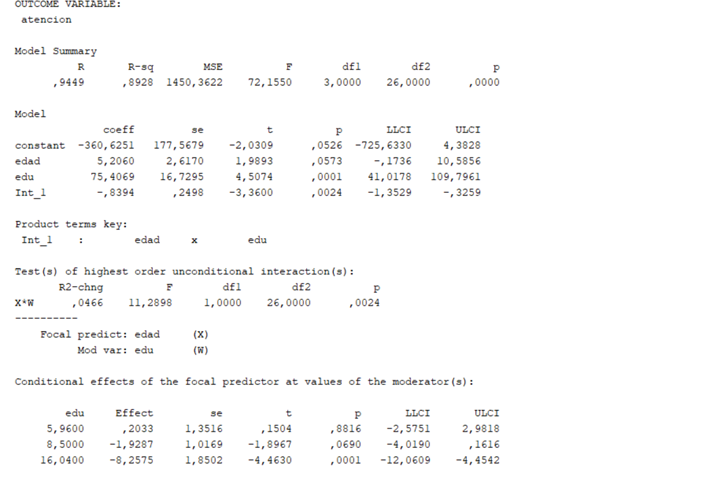 OUTCOME VARIABLE:
atencion
Model Summary
R R-sq MSE F df1 df2 p
,9449 ,8928 1450,3622 72,1550 3,0000 26,0000 ,0000
Model
coeff se t p LLCI ULCI
constant -360,6251 177,5679 -2,0309 ,0526 -725,6330 4,3828
edad 5,2060 2,6170 1,9893 ,0573 -,1736 10,5856
edu 75,4069 16,7295 4,5074 ,0001 41,0178 109,7961
Int_1 -,8394 ,2498 -3,3600 ,0024 -1,3529 -,3259
Product terms key:
Int_1 : edad x edu
Test(s) of highest order unconditional interaction(s):
R2-chng F df1 df2 p
X*W ,0466 11,2898 1,0000 26,0000 ,0024
----------
Focal predict: edad (X)
Mod var: edu (W)
Conditional effects of the focal predictor at values of the moderator(s):
edu Effect se t p LLCI ULCI
5,9600 ,2033 1,3516 ,1504 ,8816 -2,5751 2,9818
8,5000 -1,9287 1,0169 -1,8967 ,0690 -4,0190 ,1616
16,0400 -8,2575 1,8502 -4,4630 ,0001 -12,0609 -4,4542